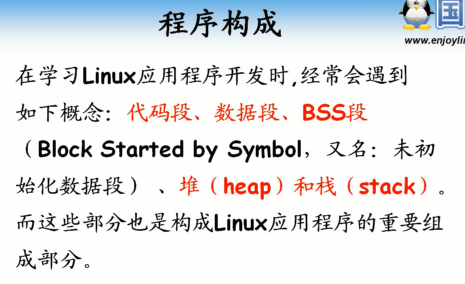 程序构成
国
www.enjoyli
在学习Linux应用程序开发时,经常会遇到
如下概念：代码段、数据段、BSS段
（Block Started by Symbol，又名：未初
始化数据段）、堆（heap）和栈（stack）。
而这些部分也是构成Linux应用程序的重要组
成部分。